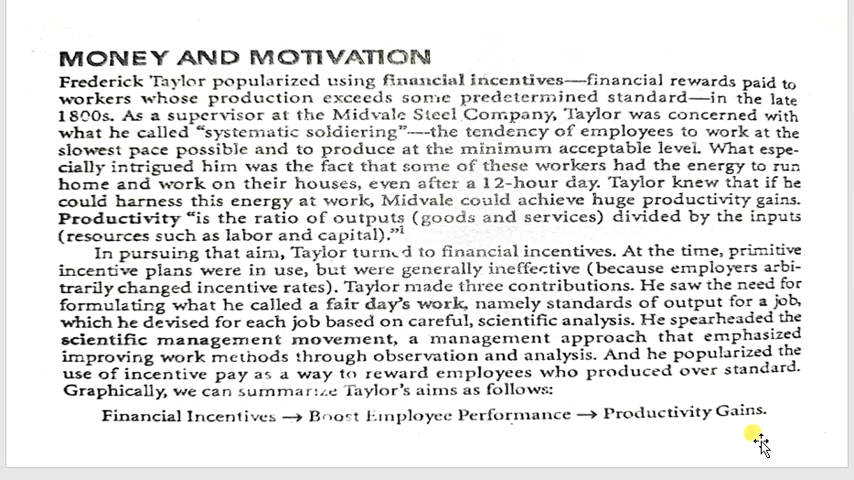 MONEY AND MOTIVATION
Frederick Taylor popularized using financial incentives—financial rewards paid to
workers whose production exceeds some predetermined standard—in the late
1800s. As a supervisor at the Midvale Steel Company, Taylor was concerned with
what he called “systematic soldiering”—the tendency of employees to work at the
slowest pace possible and to produce at the minimum acceptable level. What espe-
cially intrigued him was the fact that some of these workers had the energy to run
home and work on their houses, even after a 12-hour day. Taylor knew that if he
could harness this energy at work, Midvale could achieve huge productivity gains.
Productivity “is the ratio of outputs (goods and services) divided by the inputs
(resources such as labor and capital).”1
In pursuing that aim, Taylor turned to financial incentives. At the time, primitive
incentive plans were in use, but were generally ineffective (because employers arbi-
trarily changed incentive rates). Taylor made three contributions. He saw the need for
formulating what he called a fair day’s work, namely standards of output for a job,
which he devised for each job based on careful, scientific analysis. He spearheaded the
scientific management movement, a management approach that emphasized
improving work methods through observation and analysis. And he popularized the
use of incentive pay as a way to reward employees who produced over standard.
Graphically, we can summarize Taylor’s aims as follows:
Financial Incentives → Boost Employee Performance → Productivity Gains.